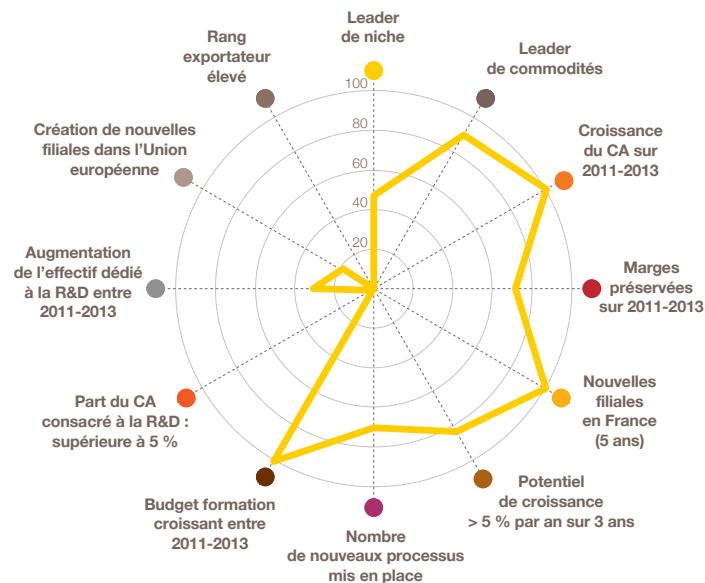 Leader
de niche
Leader
de commodités
Croissance
du CA sur
2011-2013
Marges
préservées
sur 2011-2013
Nouvelles
filiales
en France
(5 ans)
Potentiel
de croissance
> 5 % par an sur 3 ans
Nombre
de nouveaux processus
mis en place
Budget formation
croissant entre
2011-2013
Part du CA
consacré à la R&D :
supérieure à 5 %
Augmentation
de l'effectif dédié
à la R&D entre
2011-2013
Création de nouvelles
filiales dans l'Union
européenne
Rang
exportateur
élevé
100
80
60
40
20